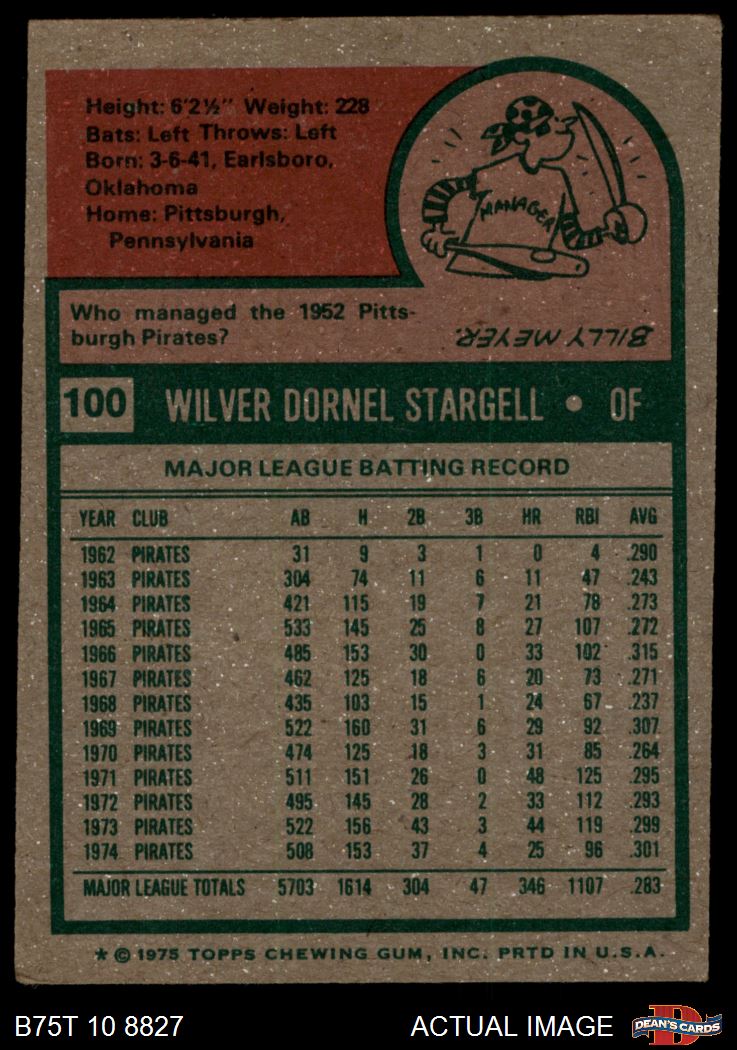 Height: 6'2½" Weight: 228
Bats: Left Throws: Left
Born: 3-6-41, Earlsboro,
Oklahoma
Home: Pittsburgh,
Pennsylvania
MANAGER
Who managed the 1952 Pitts-
burgh Pirates?
BILLY MEYER.
100 WILVER DORNEL STARGELL • OF
MAJOR LEAGUE BATTING RECORD
YEAR CLUB AB H 2B 3B HR RBI AVG
1962 PIRATES 31 9 3 1 0 4 .290
1963 PIRATES 304 74 11 6 11 47 .243
1964 PIRATES 421 115 19 7 21 78 .273
1965 PIRATES 533 145 25 8 27 107 .272
1966 PIRATES 485 153 30 0 33 102 .315
1967 PIRATES 462 125 18 6 20 73 .271
1968 PIRATES 435 103 15 1 24 67 .237
1969 PIRATES 522 160 31 6 29 92 .307
1970 PIRATES 474 125 18 3 31 85 .264
1971 PIRATES 511 151 26 0 48 125 .295
1972 PIRATES 495 145 28 2 33 112 .293
1973 PIRATES 522 156 43 3 44 119 .299
1974 PIRATES 508 153 37 4 25 96 .301
MAJOR LEAGUE TOTALS 5703 1614 304 47 346 1107 .283
* © 1975 TOPPS CHEWING GUM, INC. PRTD IN U.S.A.
B75T 10 8827 ACTUAL IMAGE
DEAN'S CARDS